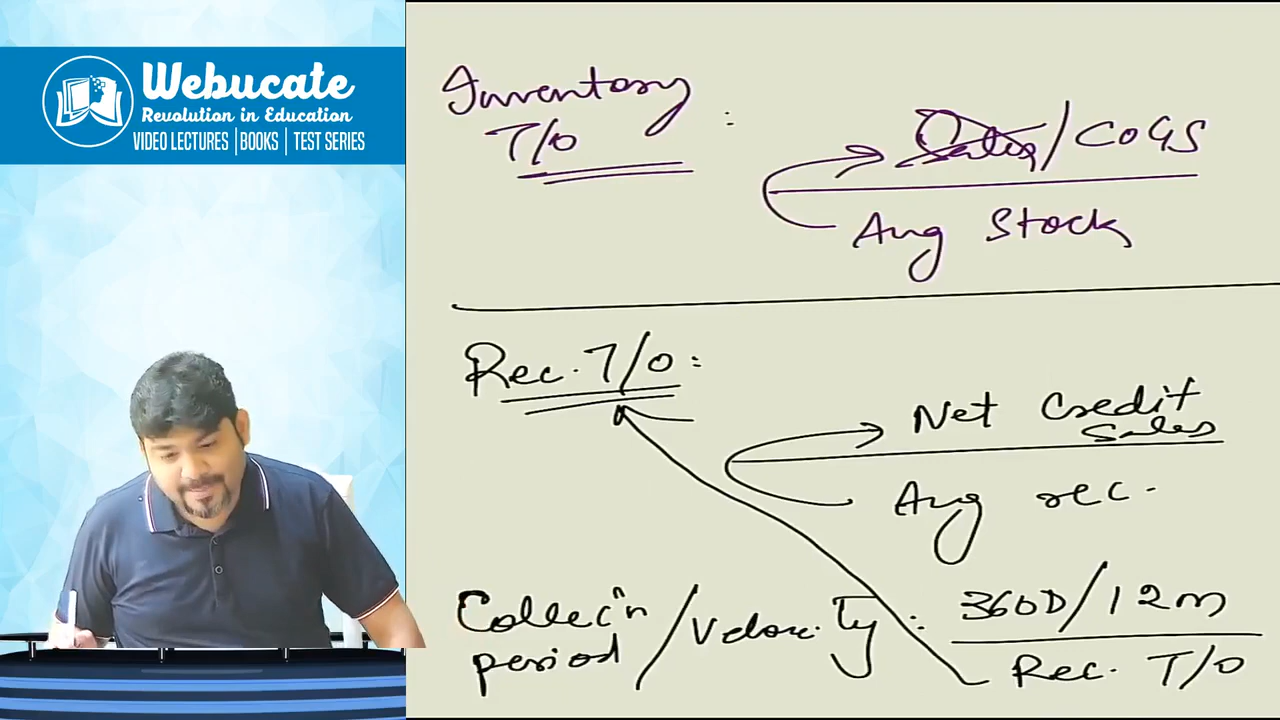 Webucate
Revolution in Education
VIDEO LECTURES | BOOKS | TEST SERIES
Inventory
T/O :
Sales / COGS
Avg Stock
Rec. T/O :
Net Credit
Sales
Avg rec.
Collec'n
period / Velocity :
360D / 12m
Rec. T/O